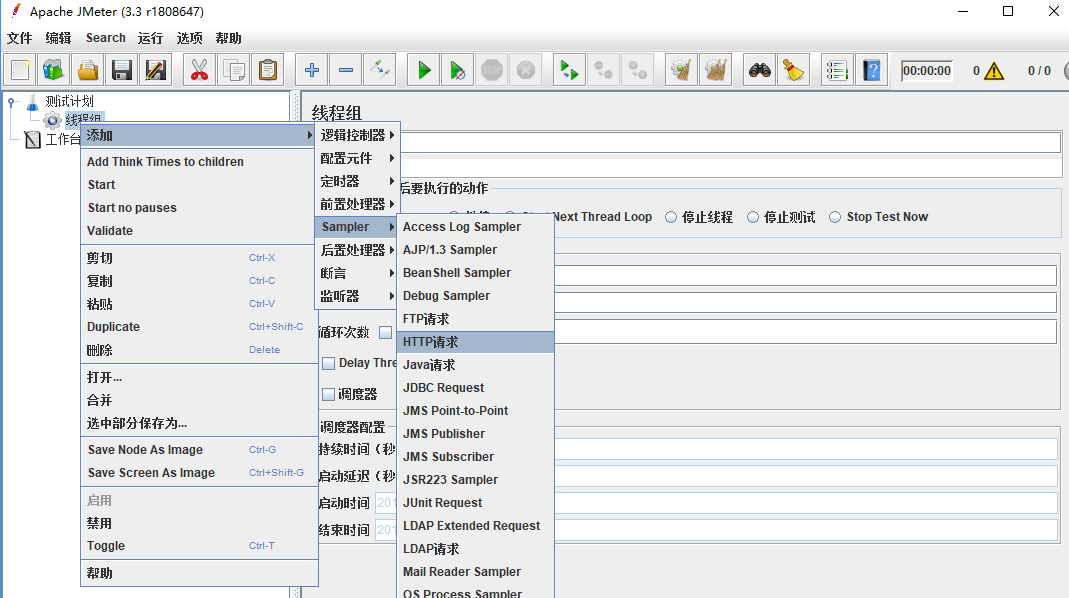 Apache JMeter (3.3 r1808647)
文件 编辑 Search 运行 选项 帮助
00:00:00 0 0 / 0
测试计划
线程组
工作台
线程组
添加
Add Think Times to children
Start
Start no pauses
Validate
剪切 Ctrl-X
复制 Ctrl-C
粘贴 Ctrl-V
Duplicate Ctrl+Shift-C
删除 Delete
打开...
合并
选中部分保存为...
Save Node As Image Ctrl-G
Save Screen As Image Ctrl+Shift-G
启用
禁用
Toggle Ctrl-T
帮助
逻辑控制器
配置元件
定时器
前置处理器
Sampler
后置处理器
断言
监听器
Access Log Sampler
AJP/1.3 Sampler
BeanShell Sampler
Debug Sampler
FTP请求
HTTP请求
Java请求
JDBC Request
JMS Point-to-Point
JMS Publisher
JMS Subscriber
JSR223 Sampler
JUnit Request
LDAP Extended Request
LDAP请求
Mail Reader Sampler
OS Process Sampler
后要执行的动作
Next Thread Loop 停止线程 停止测试 Stop Test Now
循环次数
Delay Thre
调度器
调度器配置
持续时间（秒
启动延迟（秒
启动时间 201
结束时间 201